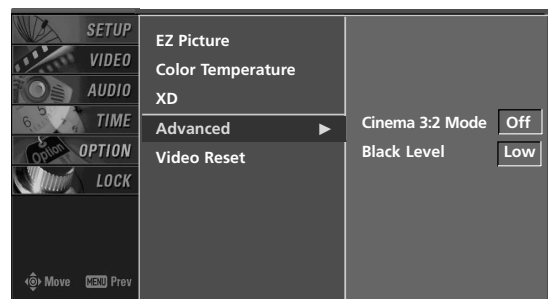 SETUP
VIDEO
AUDIO
TIME
OPTION
LOCK
Move MENU Prev
EZ Picture
Color Temperature
XD
Advanced ▶
Video Reset
Cinema 3:2 Mode Off
Black Level Low